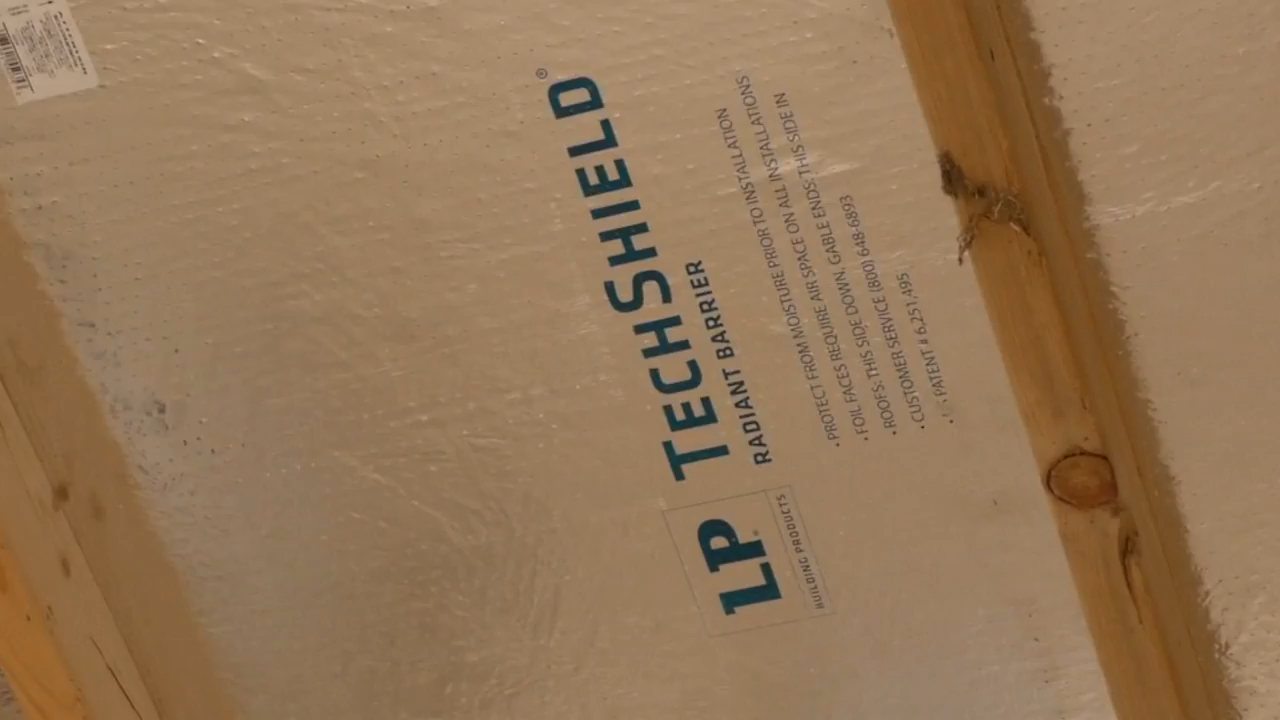 LP
BUILDING PRODUCTS
TECHSHIELD®
RADIANT BARRIER
• PROTECT FROM MOISTURE PRIOR TO INSTALLATION
• FOIL FACES REQUIRE AIR SPACE ON ALL INSTALLATIONS
• ROOFS: THIS SIDE DOWN, GABLE ENDS: THIS SIDE IN
• CUSTOMER SERVICE (800) 648-6893
• PATENT # 6,251,495